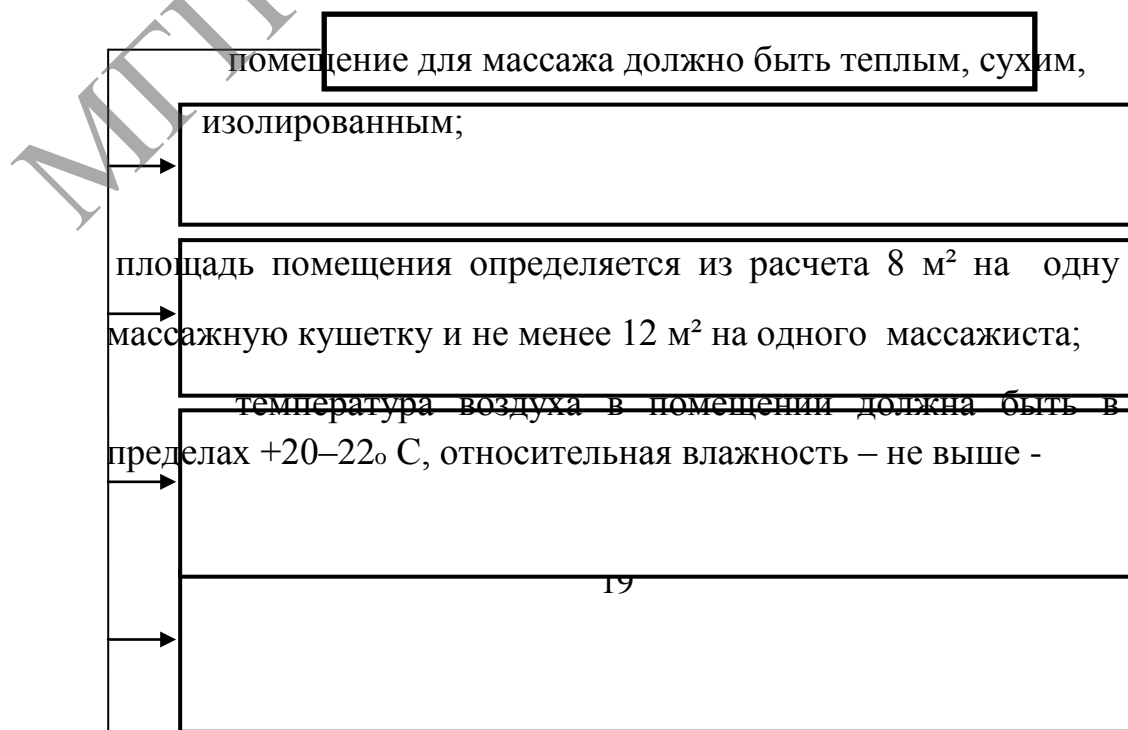 помещение для массажа должно быть теплым, сухим,
изолированным;
площадь помещения определяется из расчета 8 м² на одну
массажную кушетку и не менее 12 м² на одного массажиста;
температура воздуха в помещении должна быть в
пределах +20–22о С, относительная влажность – не выше -
19